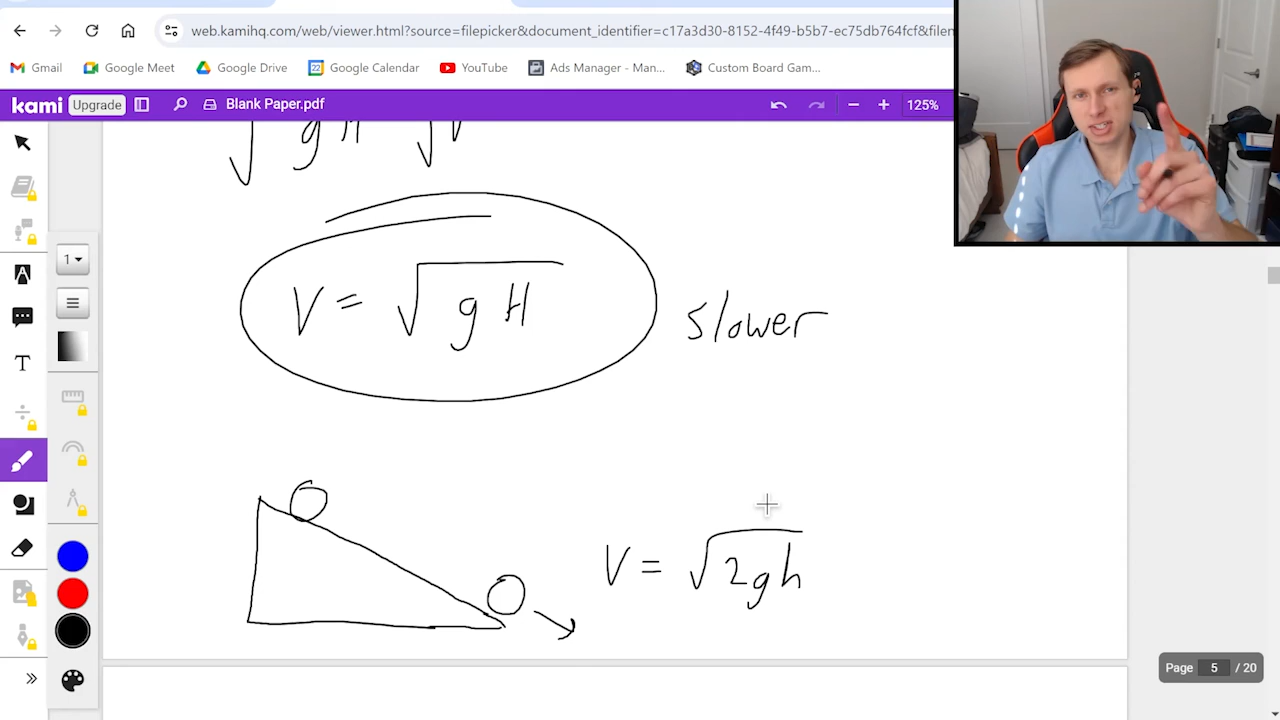 kamihq.com/web/viewer.html?source=filepicker&document_identifier=c17a3d30-8152-4f49-b5b7-ec75db764fcf&filen
Gmail Google Meet Google Drive 22 Google Calendar YouTube Ads Manager - Man... Custom Board Gam...
kami Upgrade Blank Paper.pdf 125%
√gH √
1
V = √gH
slower
A
T
V = √2gh
Page 5 / 20